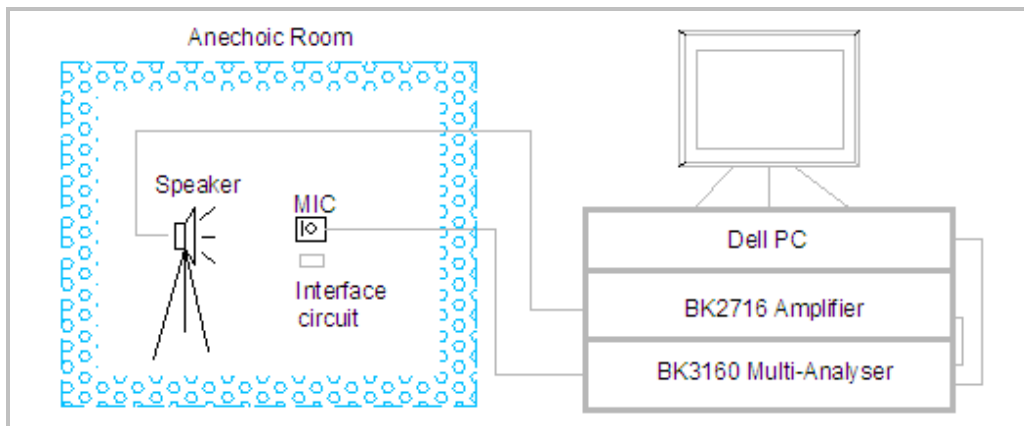 Anechoic Room
Speaker
MIC
Interface
circuit
Dell PC
BK2716 Amplifier
BK3160 Multi-Analyser